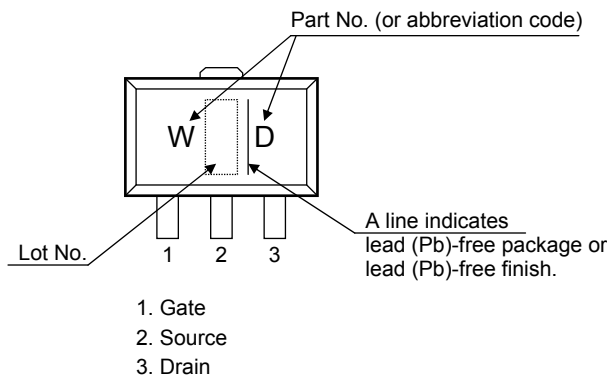 Part No. (or abbreviation code)
W D
Lot No.
1 2 3
A line indicates
lead (Pb)-free package or
lead (Pb)-free finish.
1. Gate
2. Source
3. Drain